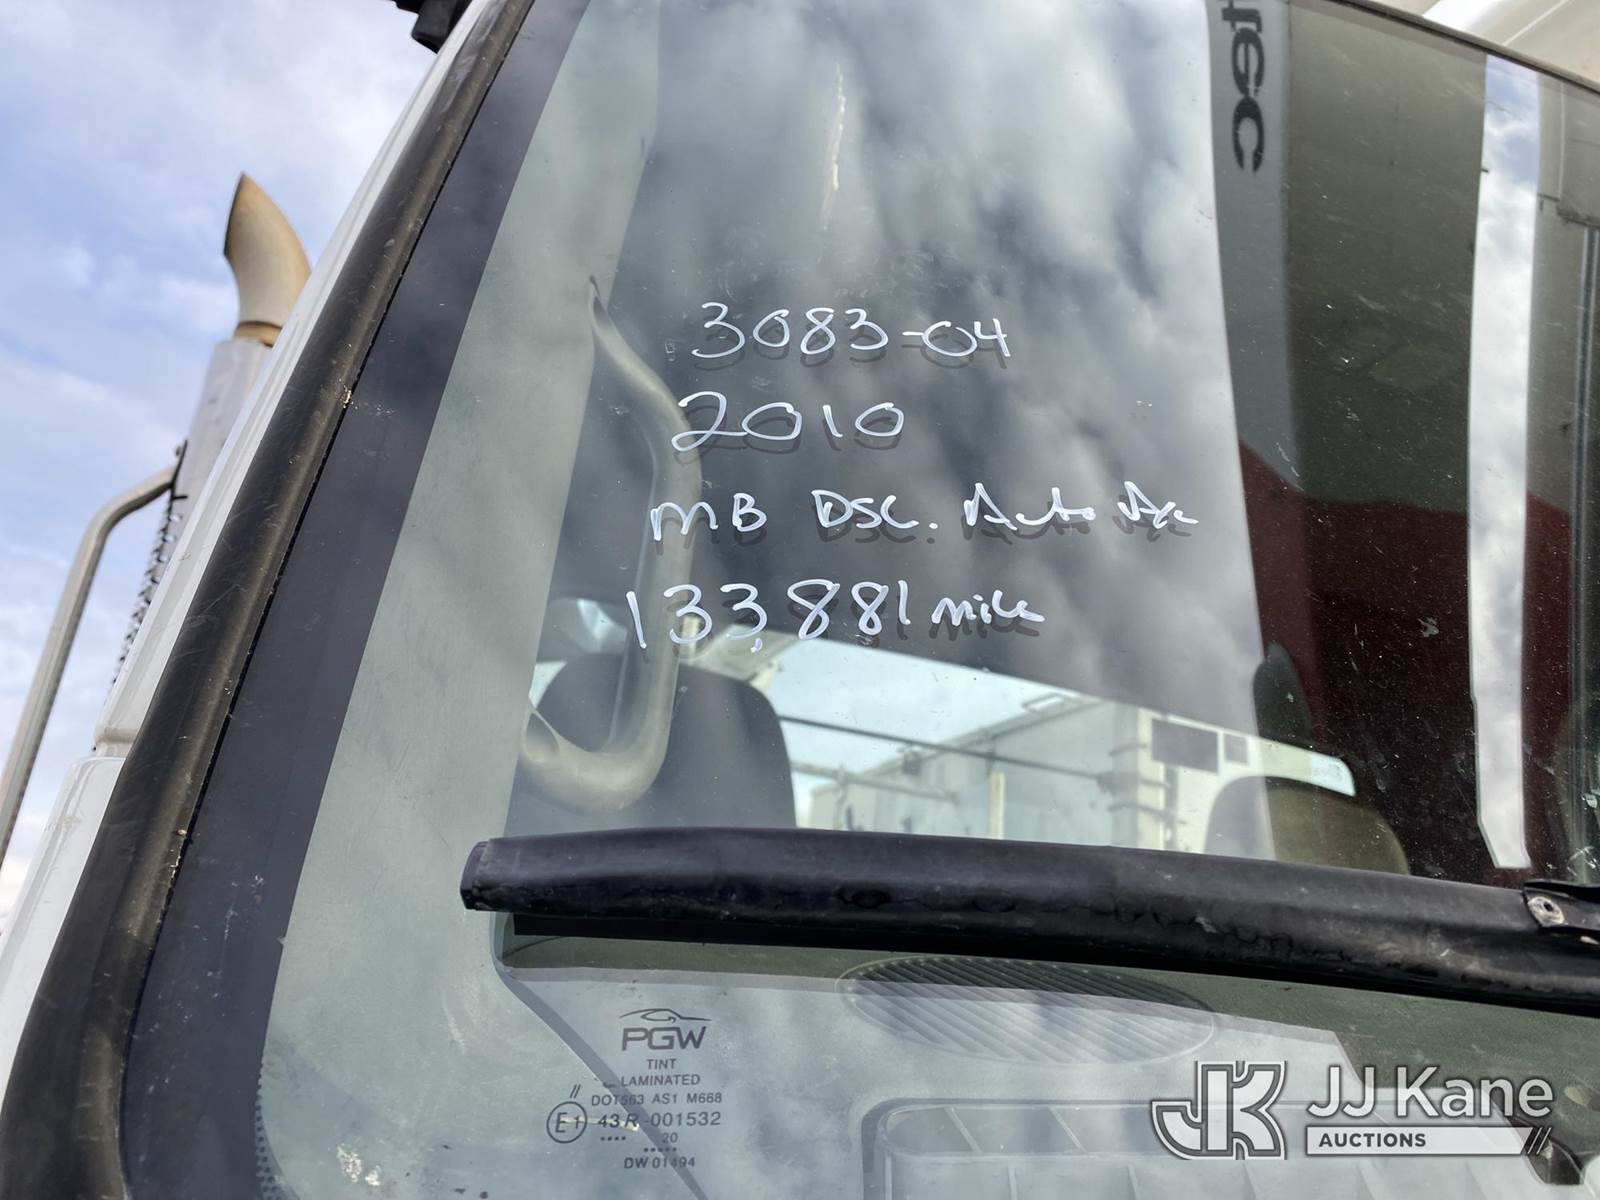 3083-04
2010
MB DSL. Auto A/c
133,881 mile
PGW
TINT
LAMINATED
DOT563 AS1 M668
E1 43R-001532
20
DW 01494
JJ Kane
AUCTIONS